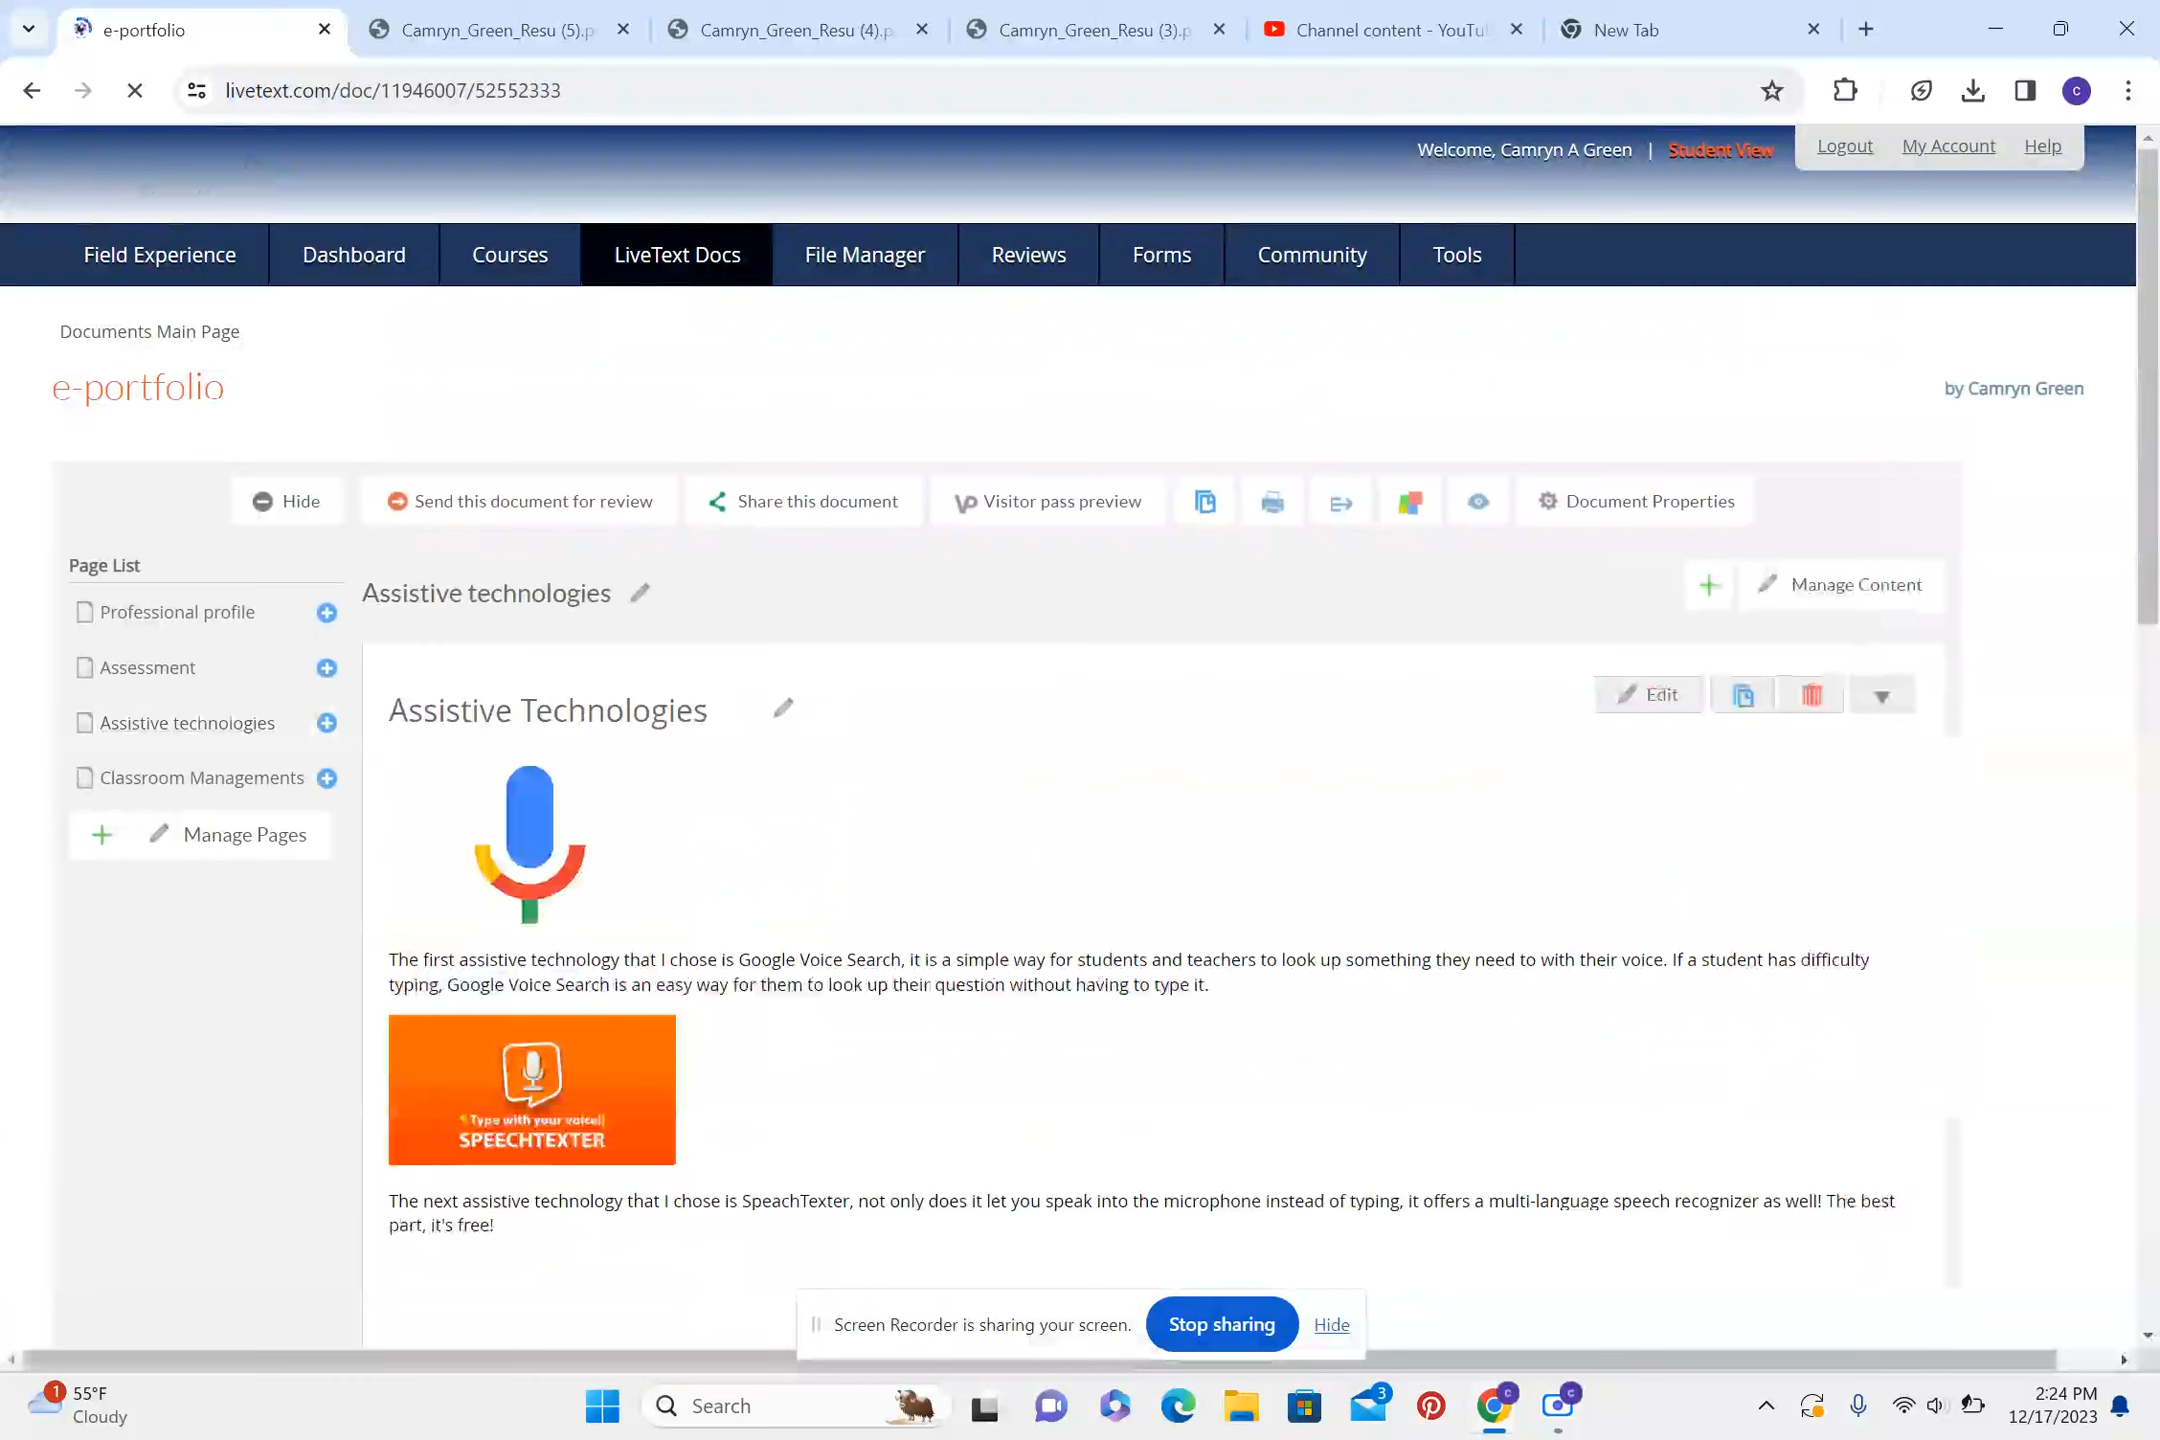 e-portfolio
Camryn_Green_Resu (5).p
Camryn_Green_Resu (4).p
Camryn_Green_Resu (3).p
Channel content - YouTu
New Tab
livetext.com/doc/11946007/52552333
C
Welcome, Camryn A Green | Student View
Logout My Account Help
Field Experience Dashboard Courses LiveText Docs File Manager Reviews Forms Community Tools
Documents Main Page
e-portfolio
by Camryn Green
Hide Send this document for review Share this document VP Visitor pass preview Document Properties
Page List
Professional profile
Assessment
Assistive technologies
Classroom Managements
Manage Pages
Assistive technologies
Manage Content
Assistive Technologies
Edit
The first assistive technology that I chose is Google Voice Search, it is a simple way for students and teachers to look up something they need to with their voice. If a student has difficulty
typing, Google Voice Search is an easy way for them to look up their question without having to type it.
Type with your voice!
SPEECHTEXTER
The next assistive technology that I chose is SpeachTexter, not only does it let you speak into the microphone instead of typing, it offers a multi-language speech recognizer as well! The best
part, it's free!
Screen Recorder is sharing your screen. Stop sharing Hide
1
55°F
Cloudy
Search
3
C
C
2:24 PM
12/17/2023